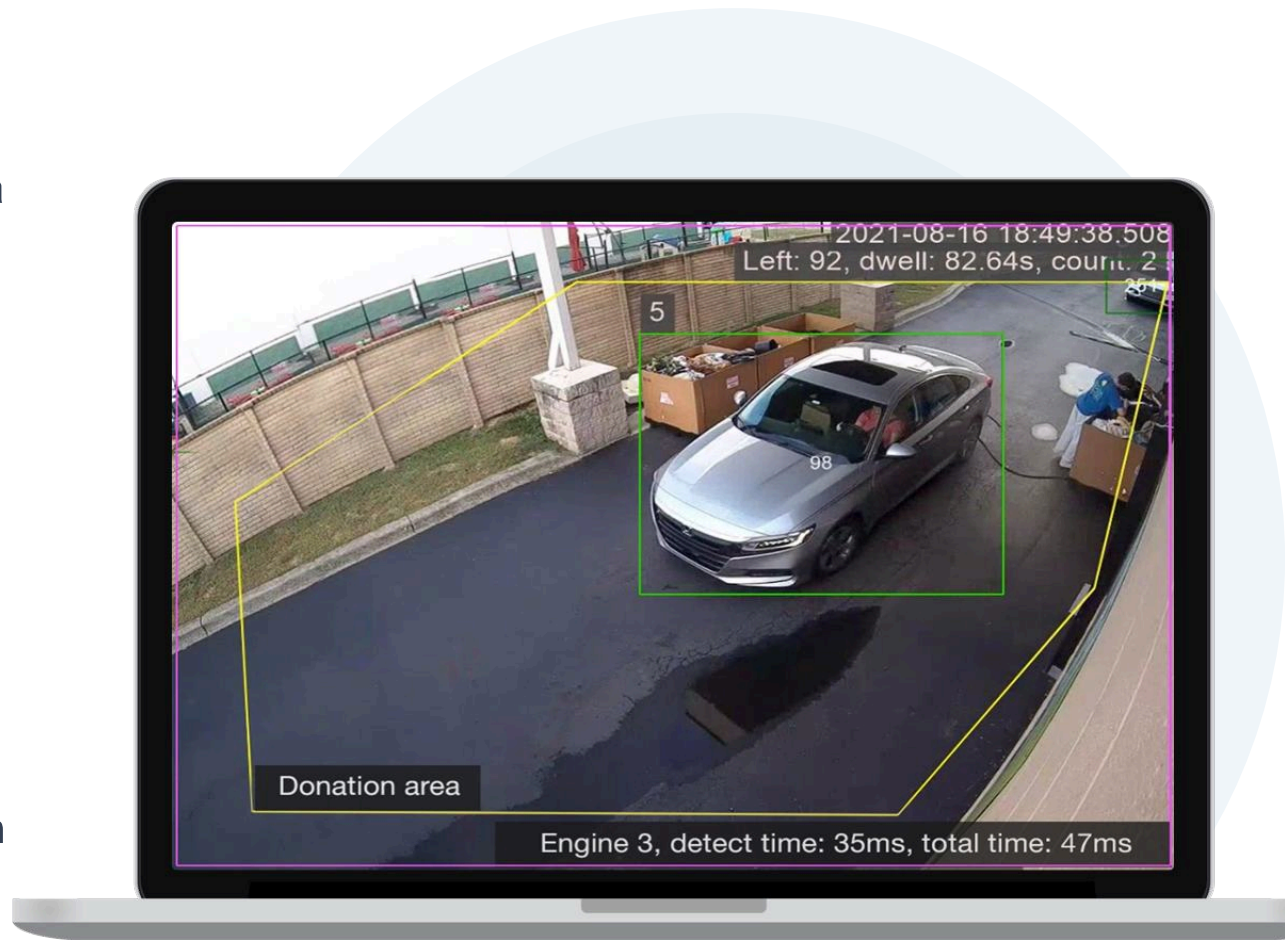 2021-08-16 18:49:38.508
Left: 92, dwell: 82.64s, count: 2
251
5
98
Donation area
Engine 3, detect time: 35ms, total time: 47ms